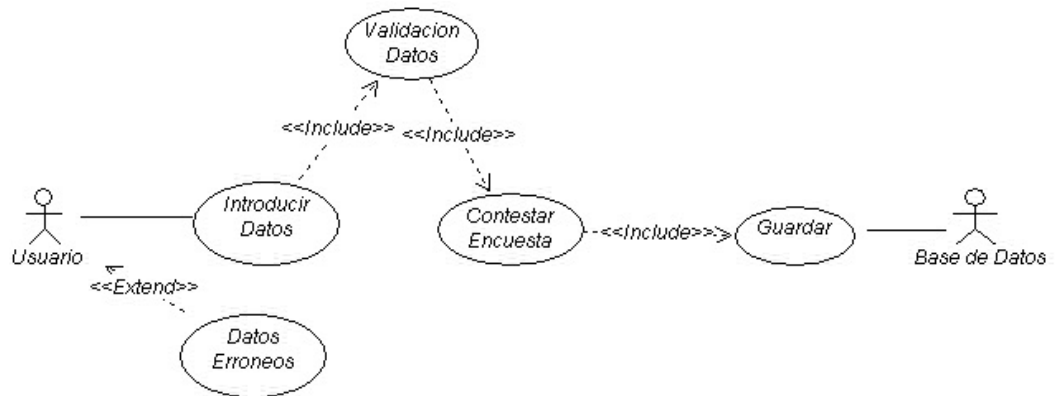 Validacion
Datos
<<Include>>
<<Include>>
Introducir
Datos
Contestar
Encuesta
<<Include>>
Guardar
Usuario
Base de Datos
<<Extend>>
Datos
Erroneos